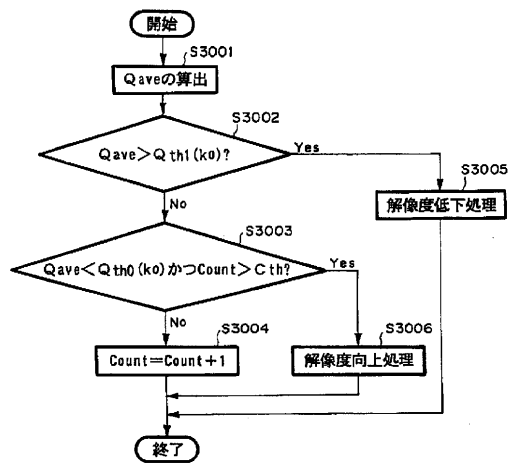 開始
S3001
Qaveの算出
S3002
Qave>Qth1(k0)?
Yes
S3005
解像度低下処理
No
S3003
Qave<Qth0(k0)かつCount>Cth?
Yes
No
S3004
S3006
Count=Count+1
解像度向上処理
終了